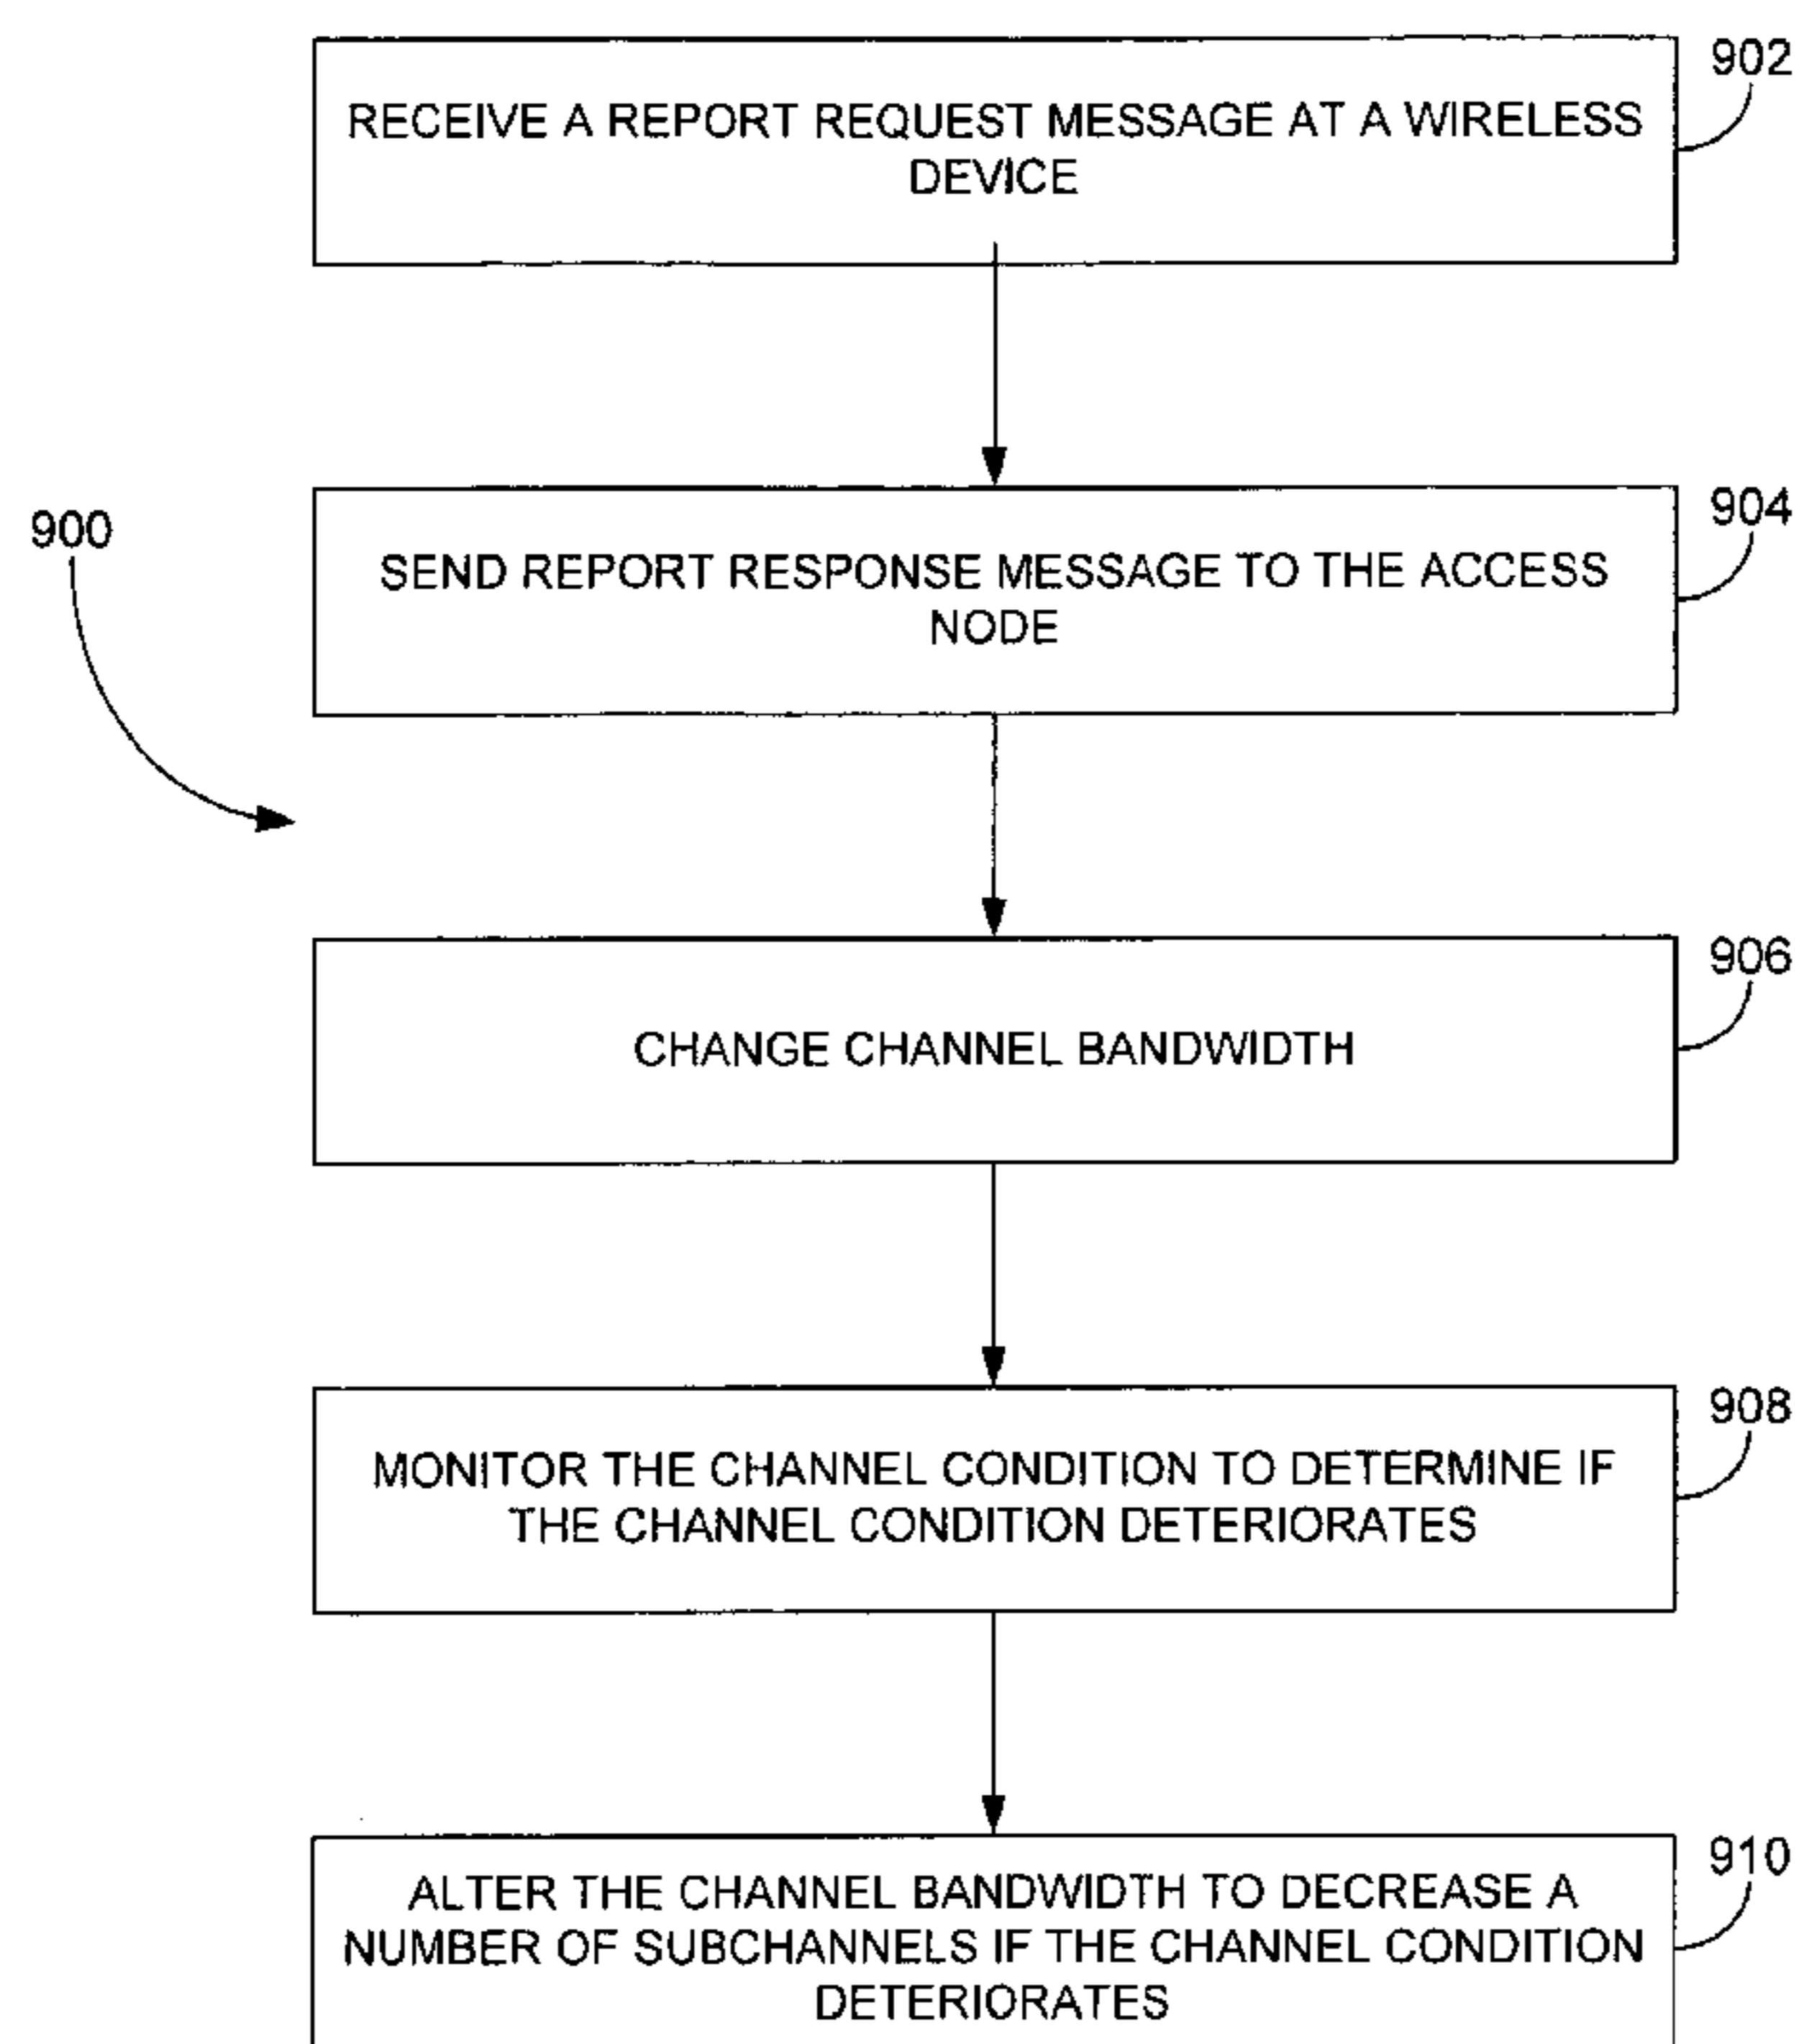 902
RECEIVE A REPORT REQUEST MESSAGE AT A WIRELESS
DEVICE
904
900
SEND REPORT RESPONSE MESSAGE TO THE ACCESS
NODE
906
CHANGE CHANNEL BANDWIDTH
908
MONITOR THE CHANNEL CONDITION TO DETERMINE IF
THE CHANNEL CONDITION DETERIORATES
910
ALTER THE CHANNEL BANDWIDTH TO DECREASE A
NUMBER OF SUBCHANNELS IF THE CHANNEL CONDITION
DETERIORATES